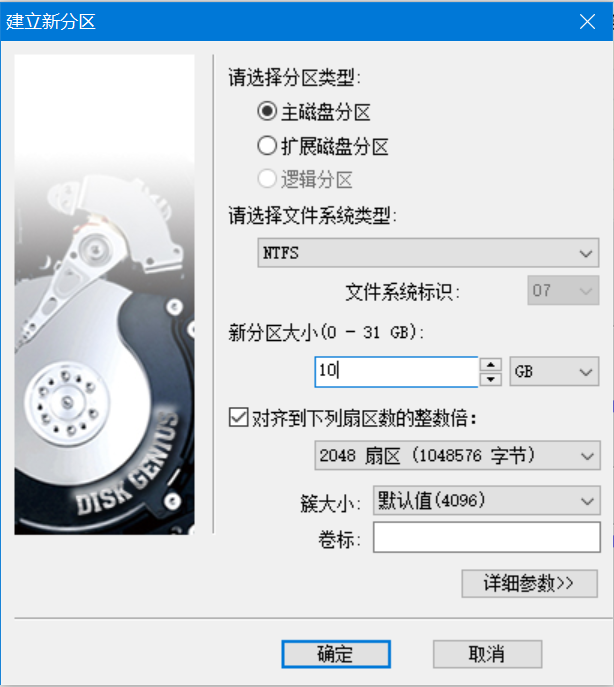 建立新分区
请选择分区类型:
主磁盘分区
扩展磁盘分区
逻辑分区
请选择文件系统类型:
NTFS
文件系统标识: 07
新分区大小(0 - 31 GB):
10 GB
对齐到下列扇区数的整数倍:
2048 扇区 (1048576 字节)
簇大小: 默认值(4096)
卷标:
详细参数>>
确定 取消
DISK GENIUS